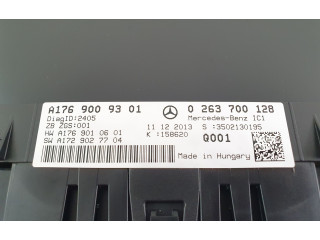 A176 900 93 01
0 263 700 128
DiagID:2405
Mercedes-Benz IC1
ZB ZGS:001
11 12 2013 S :3502130195
HW A176 901 06 01
K :158620
Q001
SW A172 902 77 04
Made in Hungary